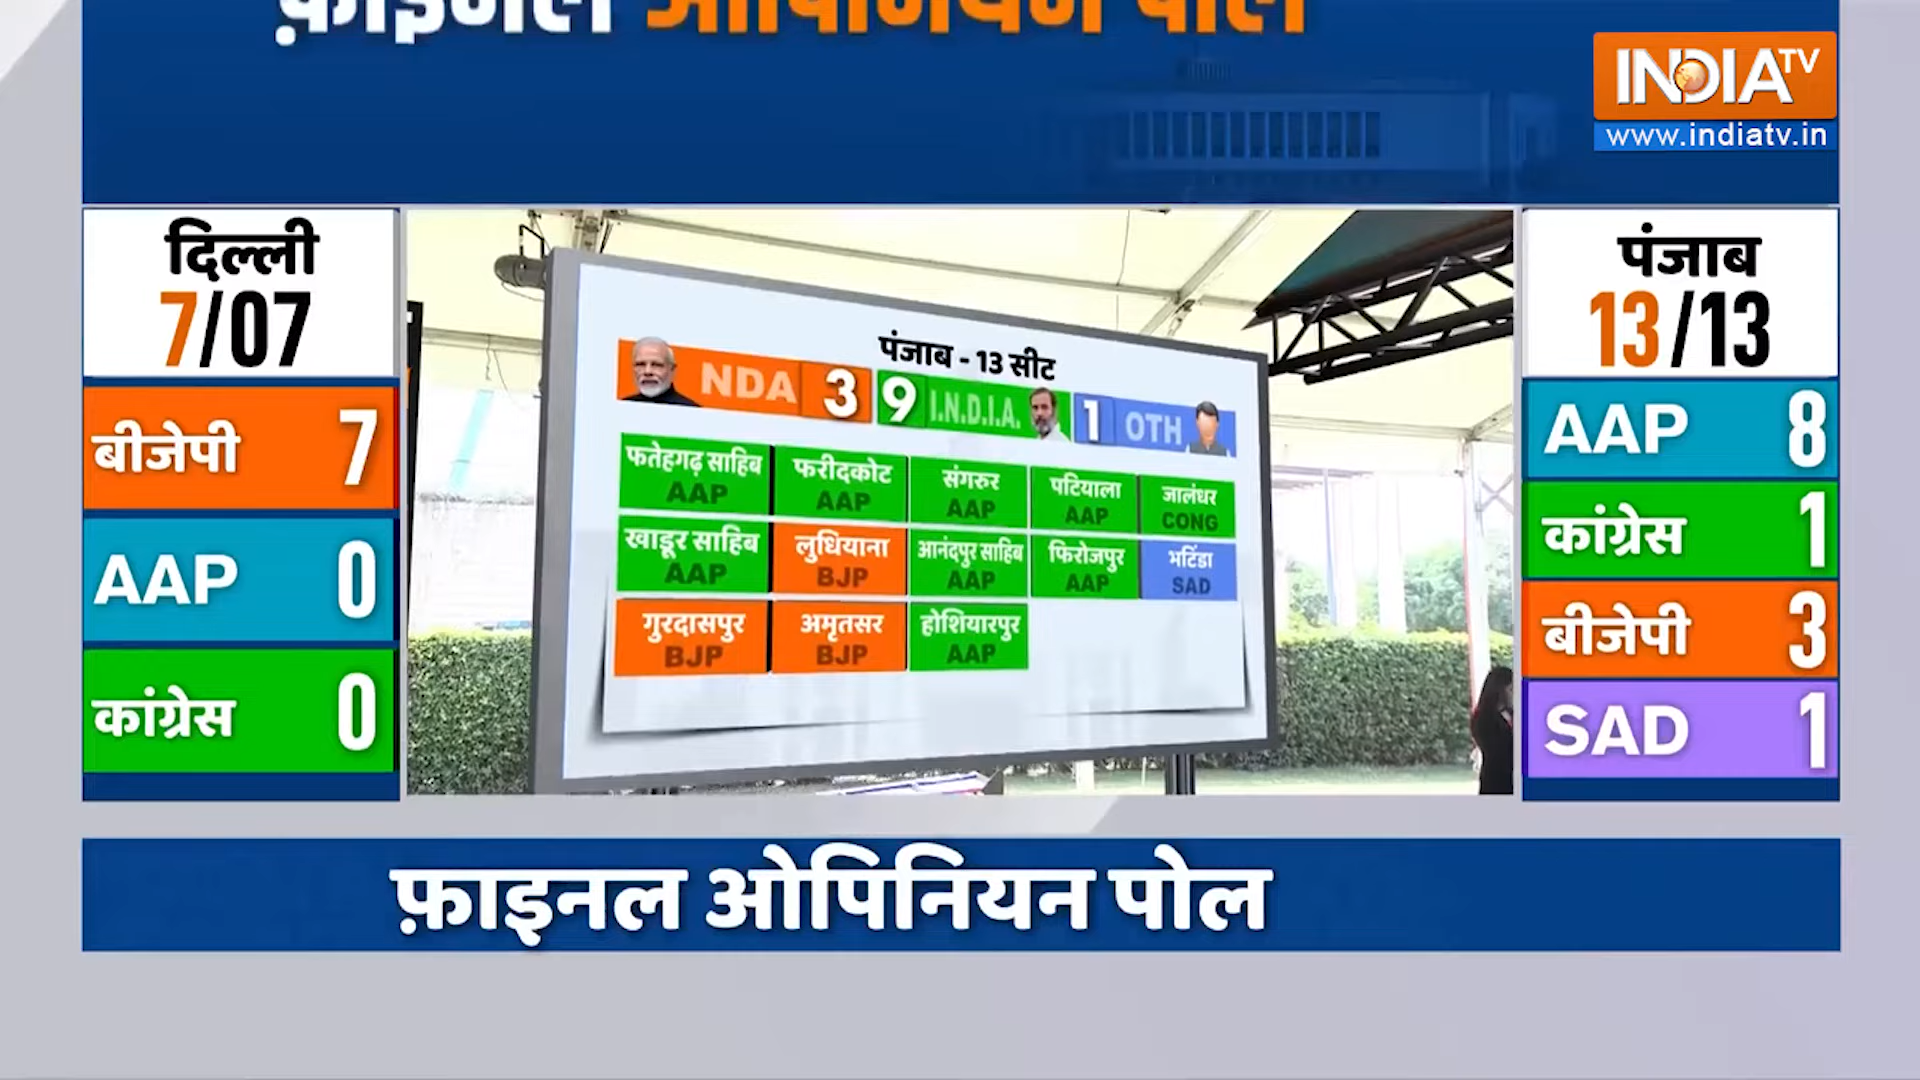 फ़ाइनल ओपिनियन पोल
INDIA TV
www.indiatv.in
दिल्ली
7/07
बीजेपी 7
AAP 0
कांग्रेस 0
पंजाब - 13 सीट
NDA 3 9 I.N.D.I.A. 1 OTH
फतेहगढ़ साहिब AAP
फरीदकोट AAP
संगरुर AAP
पटियाला AAP
जालंधर CONG
खाडूर साहिब AAP
लुधियाना BJP
आनंदपुर साहिब AAP
फिरोजपुर AAP
भटिंडा SAD
गुरदासपुर BJP
अमृतसर BJP
होशियारपुर AAP
पंजाब
13/13
AAP 8
कांग्रेस 1
बीजेपी 3
SAD 1
फ़ाइनल ओपिनियन पोल